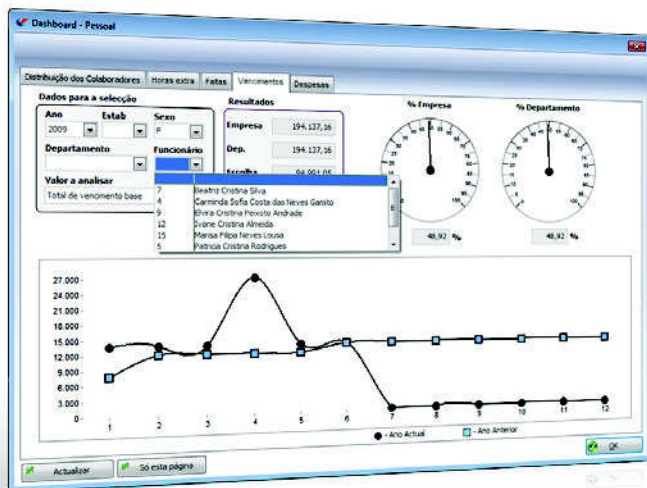 Dashboard - Pessoal
Distribuição dos Colaboradores Horas extra Faltas Vencimentos Despesas
Dados para a selecção
Ano Estab Sexo
2009 F
Departamento Funcionário
Valor a analisar
Total de vencimento base
7 Beatriz Cristina Silva
4 Carminda Sofia Costa das Neves Ganito
9 Elvira Cristina Peixoto Andrade
12 Ivone Cristina Almeida
15 Marisa Filipa Neves Lousa
5 Patricia Cristina Rodrigues
Resultados
Empresa 194.137,16
Dep. 194.137,16
Escolha 94.991,05
% Empresa
48,92 %
% Departamento
48,92 %
27.000
24.000
21.000
18.000
15.000
12.000
9.000
6.000
3.000
0
1 2 3 4 5 6 7 8 9 10 11 12
- Ano Actual - Ano Anterior
Actualizar Só esta página OK